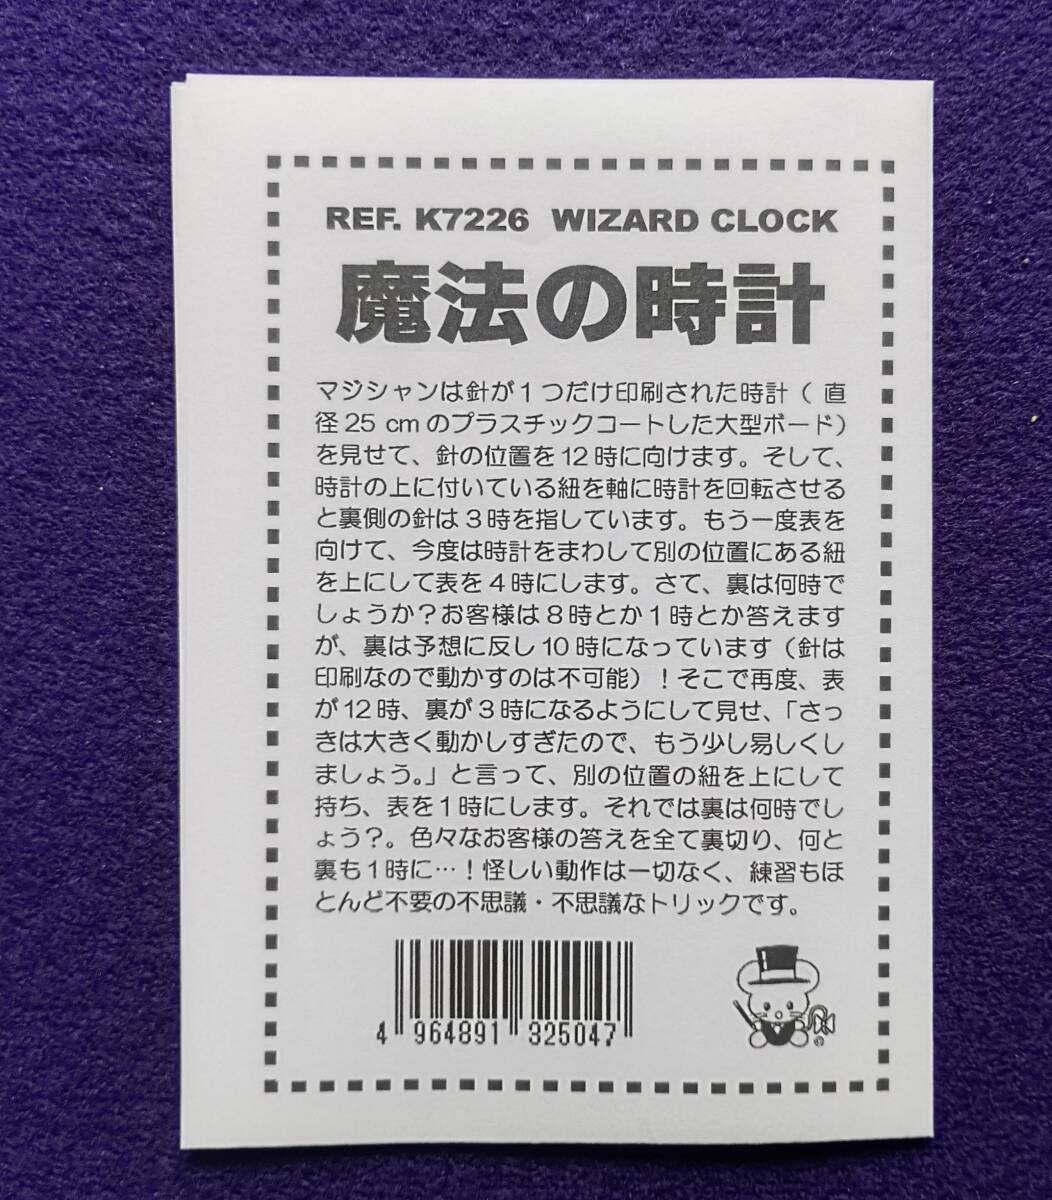 REF. K7226 WIZARD CLOCK
魔法の時計
マジシャンは針が1つだけ印刷された時計(直
径25 cmのプラスチックコートした大型ボード)
を見せて、針の位置を12時に向けます。そして、
時計の上に付いている紐を軸に時計を回転させる
と裏側の針は3時を指しています。もう一度表を
向けて、今度は時計をまわして別の位置にある紐
を上にして表を4時にします。さて、裏は何時で
しょうか?お客様は8時とか1時とか答えます
が、裏は予想に反し10時になっています(針は
印刷なので動かすのは不可能)!そこで再度、表
が12時、裏が3時になるようにして見せ、「さっ
きは大きく動かしすぎたので、もう少し易しくし
ましょう。」と言って、別の位置の紐を上にして
持ち、表を1時にします。それでは裏は何時でし
ょう?。色々なお客様の答えを全て裏切り、何と
裏も1時に…!怪しい動作は一切なく、練習もほ
とんど不要の不思議・不思議なトリックです。
4 964891 325047